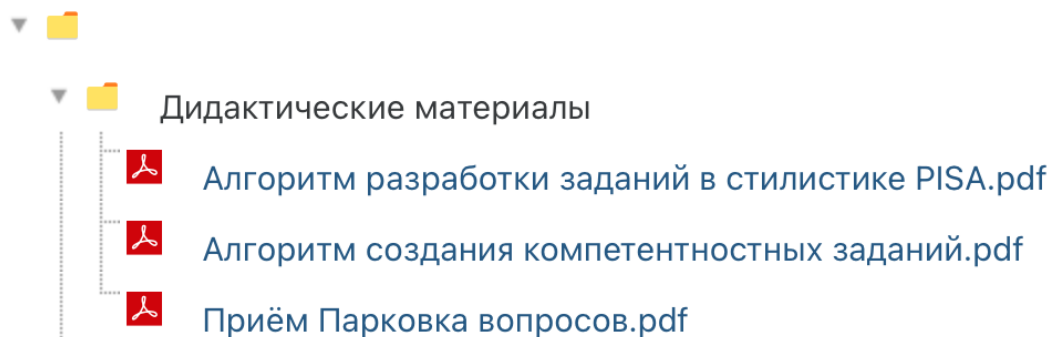 Дидактические материалы
Алгоритм разработки заданий в стилистике PISA.pdf
Алгоритм создания компетентностных заданий.pdf
Приём Парковка вопросов.pdf